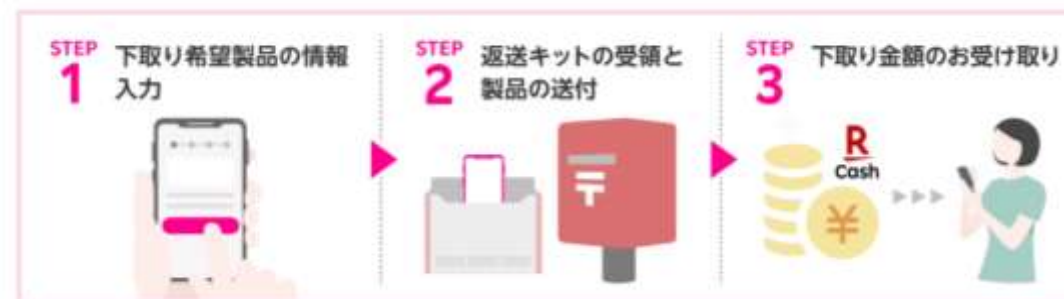 STEP
1
下取り希望製品の情報
入力
STEP
2
返送キットの受領と
製品の送付
STEP
3
下取り金額のお受け取り
R
Cash
¥
〒